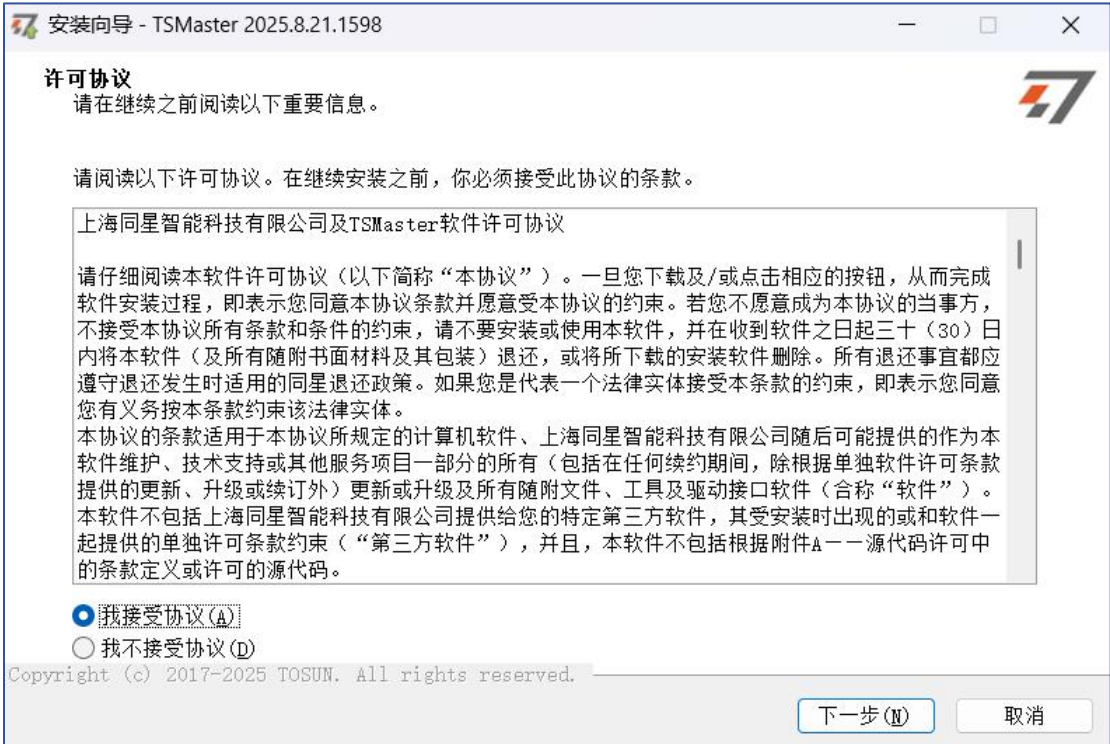 安装向导 - TSMaster 2025.8.21.1598
许可协议
请在继续之前阅读以下重要信息。
请阅读以下许可协议。在继续安装之前，你必须接受此协议的条款。
上海同星智能科技有限公司及TSMaster软件许可协议
请仔细阅读本软件许可协议（以下简称“本协议”）。一旦您下载及/或点击相应的按钮，从而完成
软件安装过程，即表示您同意本协议条款并愿意受本协议的约束。若您不愿意成为本协议的当事方，
不接受本协议所有条款和条件的约束，请不要安装或使用本软件，并在收到软件之日起三十（30）日
内将本软件（及所有随附书面材料及其包装）退还，或将所下载的安装软件删除。所有退还事宜都应
遵守退还发生时适用的同星退还政策。如果您是代表一个法律实体接受本条款的约束，即表示您同意
您有义务按本条款约束该法律实体。
本协议的条款适用于本协议所规定的计算机软件、上海同星智能科技有限公司随后可能提供的作为本
软件维护、技术支持或其他服务项目一部分的所有（包括在任何续约期间，除根据单独软件许可条款
提供的更新、升级或续订外）更新或升级及所有随附文件、工具及驱动接口软件（合称“软件”）。
本软件不包括上海同星智能科技有限公司提供给您的特定第三方软件，其受安装时出现的或和软件一
起提供的单独许可条款约束（“第三方软件”），并且，本软件不包括根据附件A——源代码许可中
的条款定义或许可的源代码。
我接受协议(A)
我不接受协议(D)
Copyright (c) 2017-2025 TOSUN. All rights reserved.
下一步(N)
取消